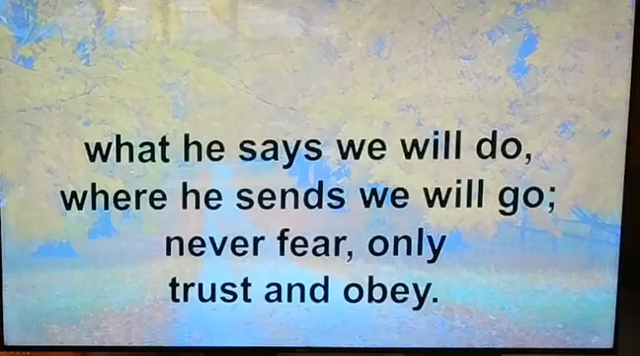 what he says we will do,
where he sends we will go;
never fear, only
trust and obey.